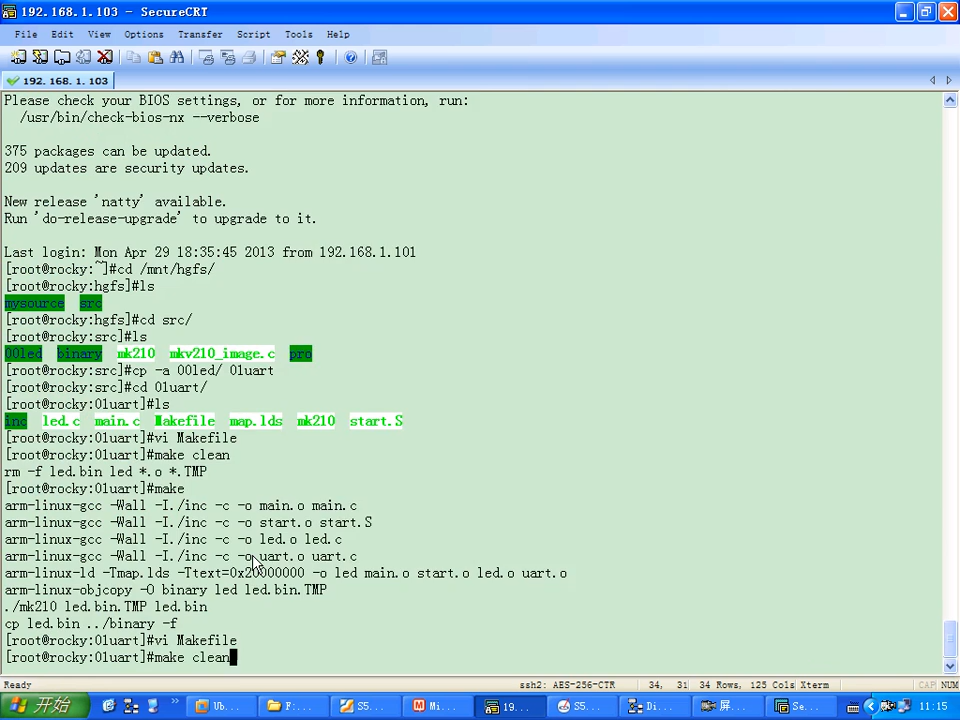 192.168.1.103 - SecureCRT
File Edit View Options Transfer Script Tools Help
192.168.1.103
Please check your BIOS settings, or for more information, run:
/usr/bin/check-bios-nx --verbose
375 packages can be updated.
209 updates are security updates.
New release 'natty' available.
Run 'do-release-upgrade' to upgrade to it.
Last login: Mon Apr 29 18:35:45 2013 from 192.168.1.101
[root@rocky:~]#cd /mnt/hgfs/
[root@rocky:hgfs]#ls
mysource src
[root@rocky:hgfs]#cd src/
[root@rocky:src]#ls
00led binary mk210 mkv210_image.c pro
[root@rocky:src]#cp -a 00led/ 01uart
[root@rocky:src]#cd 01uart/
[root@rocky:01uart]#ls
inc led.c main.c Makefile map.lds mk210 start.S
[root@rocky:01uart]#vi Makefile
[root@rocky:01uart]#make clean
rm -f led.bin led *.o *.TMP
[root@rocky:01uart]#make
arm-linux-gcc -Wall -I./inc -c -o main.o main.c
arm-linux-gcc -Wall -I./inc -c -o start.o start.S
arm-linux-gcc -Wall -I./inc -c -o led.o led.c
arm-linux-gcc -Wall -I./inc -c -o uart.o uart.c
arm-linux-ld -Tmap.lds -Ttext=0x20000000 -o led main.o start.o led.o uart.o
arm-linux-objcopy -O binary led led.bin.TMP
./mk210 led.bin.TMP led.bin
cp led.bin ../binary -f
[root@rocky:01uart]#vi Makefile
[root@rocky:01uart]#make clean
Ready ssh2: AES-256-CTR 34, 31 34 Rows, 125 Cols Xterm CAP NUM
开始 Ub... F:... S5... Mi... 19... S5... Di... 屏... Se... 11:15